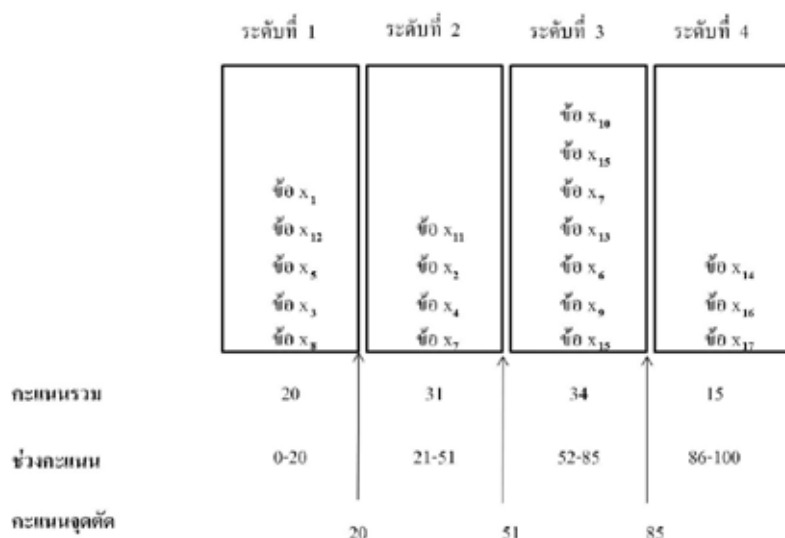 ระดับที่ 1 ระดับที่ 2 ระดับที่ 3 ระดับที่ 4
ข้อ x₁₀
ข้อ x₁₅
ข้อ x₁ ข้อ x₇
ข้อ x₁₂ ข้อ x₁₁ ข้อ x₁₃
ข้อ x₅ ข้อ x₂ ข้อ x₆ ข้อ x₁₄
ข้อ x₃ ข้อ x₄ ข้อ x₉ ข้อ x₁₆
ข้อ x₈ ข้อ x₇ ข้อ x₁₅ ข้อ x₁₇
คะแนนรวม 20 31 34 15
ช่วงคะแนน 0-20 21-51 52-85 86-100
คะแนนจุดตัด 20 51 85